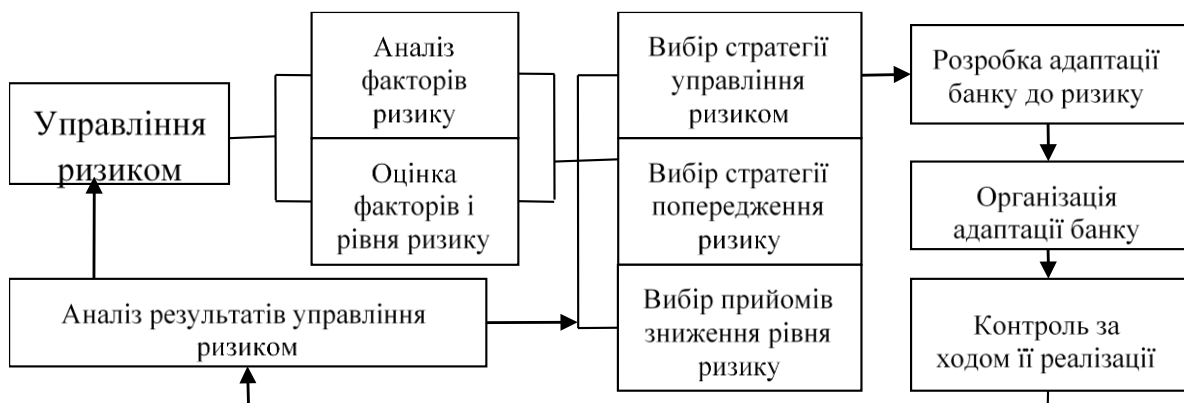 Управління
ризиком
Аналіз
факторів
ризику
Оцінка
факторів і
рівня ризику
Вибір стратегії
управління
ризиком
Вибір стратегії
попередження
ризику
Вибір прийомів
зниження рівня
ризику
Розробка адаптації
банку до ризику
Організація
адаптації банку
Контроль за
ходом її реалізації
Аналіз результатів управління
ризиком